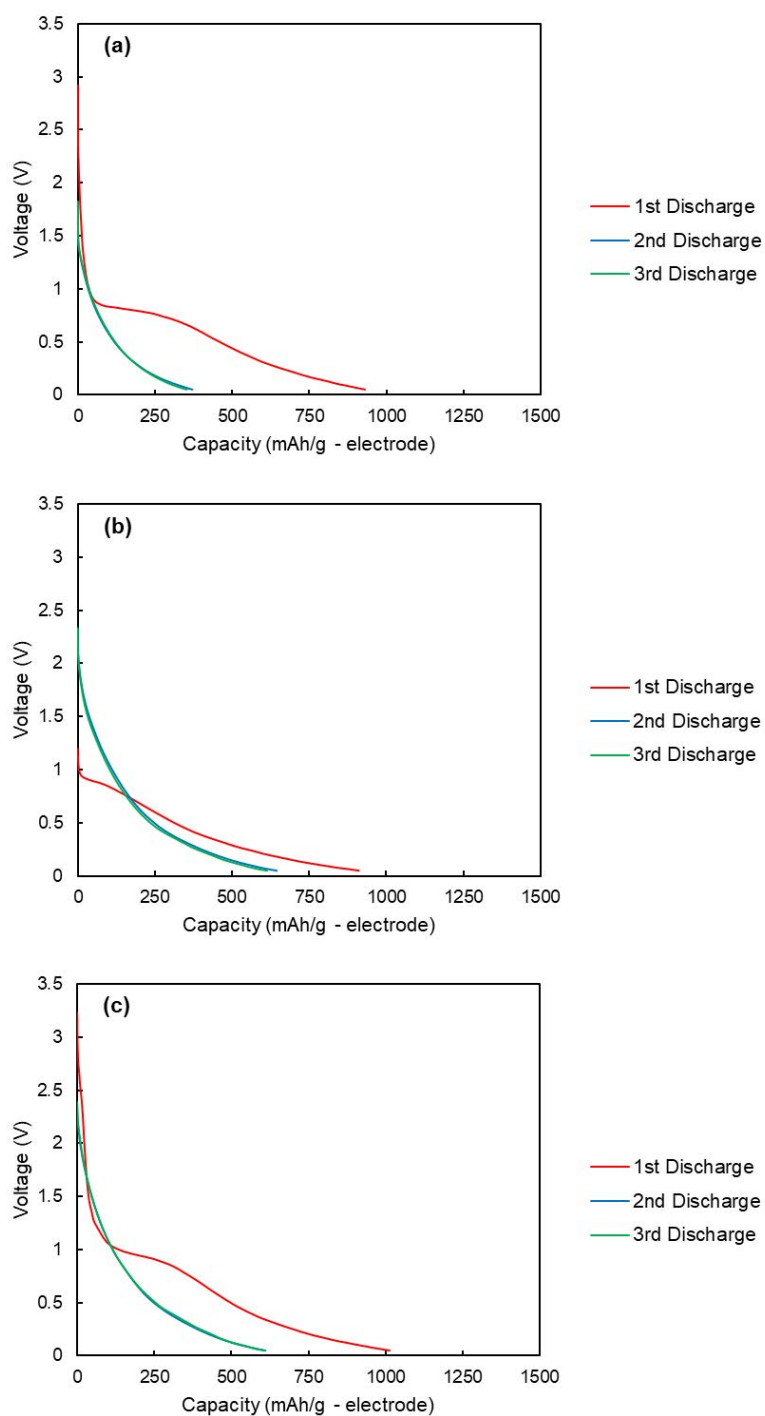 (a)
3.5
3
2.5
2
1.5
1
0.5
0
Voltage (V)
0 250 500 750 1000 1250 1500
Capacity (mAh/g - electrode)
1st Discharge
2nd Discharge
3rd Discharge
(b)
3.5
3
2.5
2
1.5
1
0.5
0
Voltage (V)
0 250 500 750 1000 1250 1500
Capacity (mAh/g - electrode)
1st Discharge
2nd Discharge
3rd Discharge
(c)
3.5
3
2.5
2
1.5
1
0.5
0
Voltage (V)
0 250 500 750 1000 1250 1500
Capacity (mAh/g - electrode)
1st Discharge
2nd Discharge
3rd Discharge